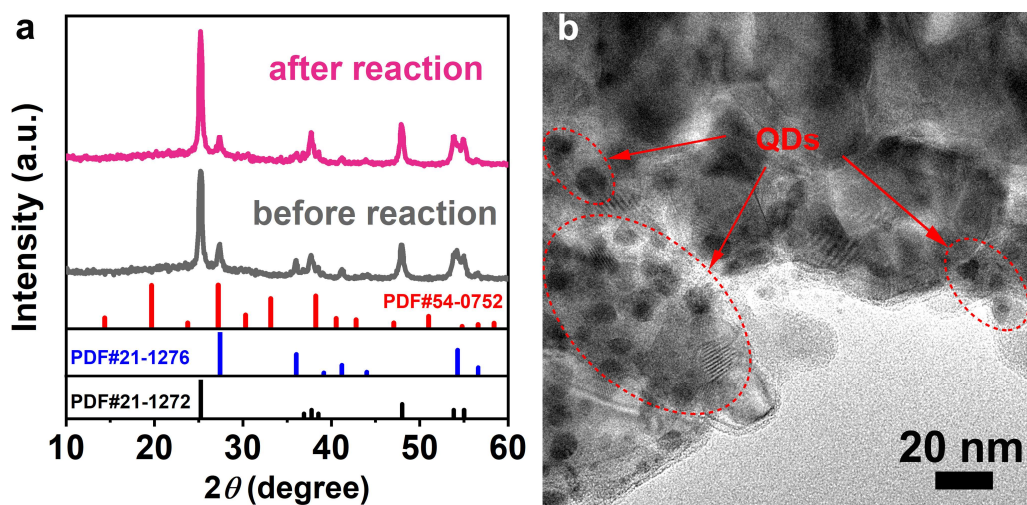 a
after reaction
before reaction
PDF#54-0752
PDF#21-1276
PDF#21-1272
Intensity (a.u.)
10 20 30 40 50 60
2θ (degree)
b
QDs
20 nm